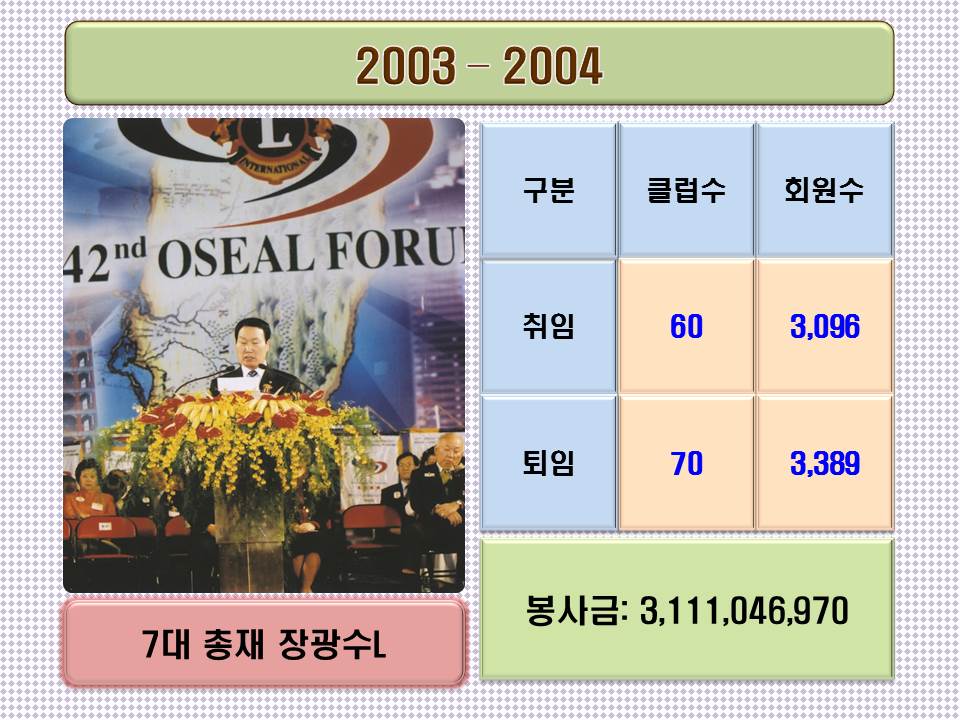 2003 – 2004
L
INTERNATIONAL
42nd OSEAL FORU
7대 총재 장광수L
구분 클럽수 회원수
취임 60 3,096
퇴임 70 3,389
봉사금: 3,111,046,970